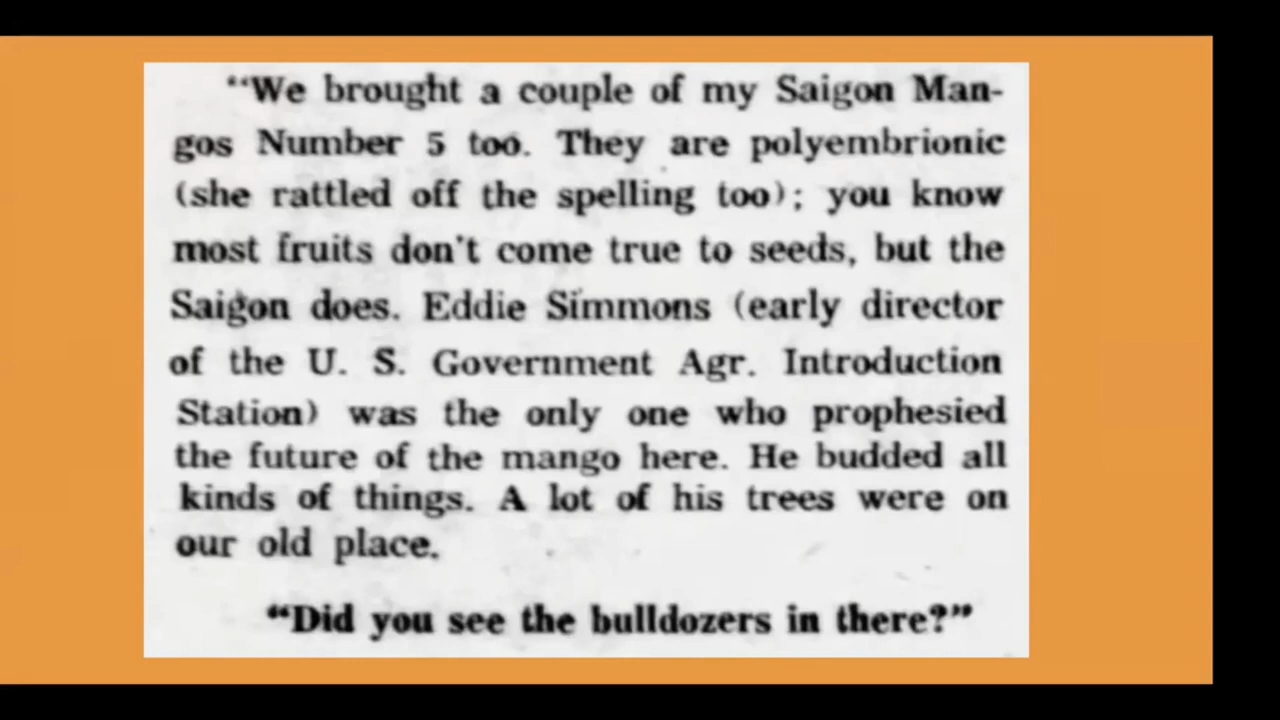 “We brought a couple of my Saigon Man-
gos Number 5 too. They are polyembrionic
(she rattled off the spelling too); you know
most fruits don't come true to seeds, but the
Saigon does. Eddie Simmons (early director
of the U. S. Government Agr. Introduction
Station) was the only one who prophesied
the future of the mango here. He budded all
kinds of things. A lot of his trees were on
our old place.
“Did you see the bulldozers in there?”